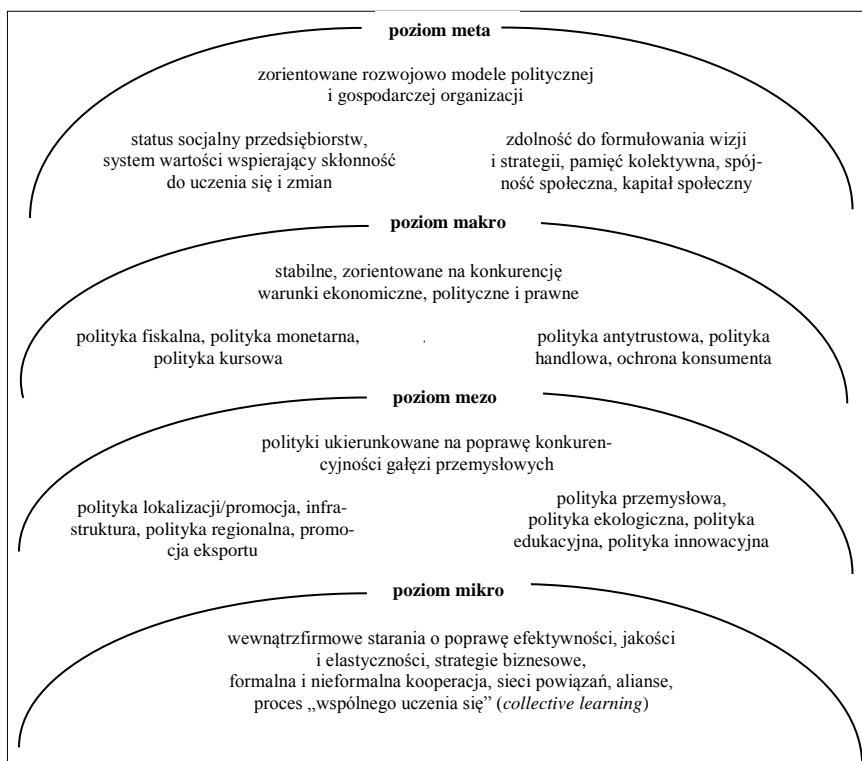 poziom meta
zorientowane rozwojowo modele politycznej
i gospodarczej organizacji
status socjalny przedsiębiorstw,
system wartości wspierający skłonność
do uczenia się i zmian
zdolność do formułowania wizji
i strategii, pamięć kolektywna, spój-
ność społeczna, kapitał społeczny
poziom makro
stabilne, zorientowane na konkurencję
warunki ekonomiczne, polityczne i prawne
polityka fiskalna, polityka monetarna,
polityka kursowa
polityka antytrustowa, polityka
handlowa, ochrona konsumenta
poziom mezo
polityki ukierunkowane na poprawę konkuren-
cyjności gałęzi przemysłowych
polityka lokalizacji/promocja, infra-
struktura, polityka regionalna, promo-
cja eksportu
polityka przemysłowa,
polityka ekologiczna, polityka
edukacyjna, polityka innowacyjna
poziom mikro
wewnątrzfirmowe starania o poprawę efektywności, jakości
i elastyczności, strategie biznesowe,
formalna i nieformalna kooperacja, sieci powiązań, alianse,
proces „wspólnego uczenia się” (collective learning)